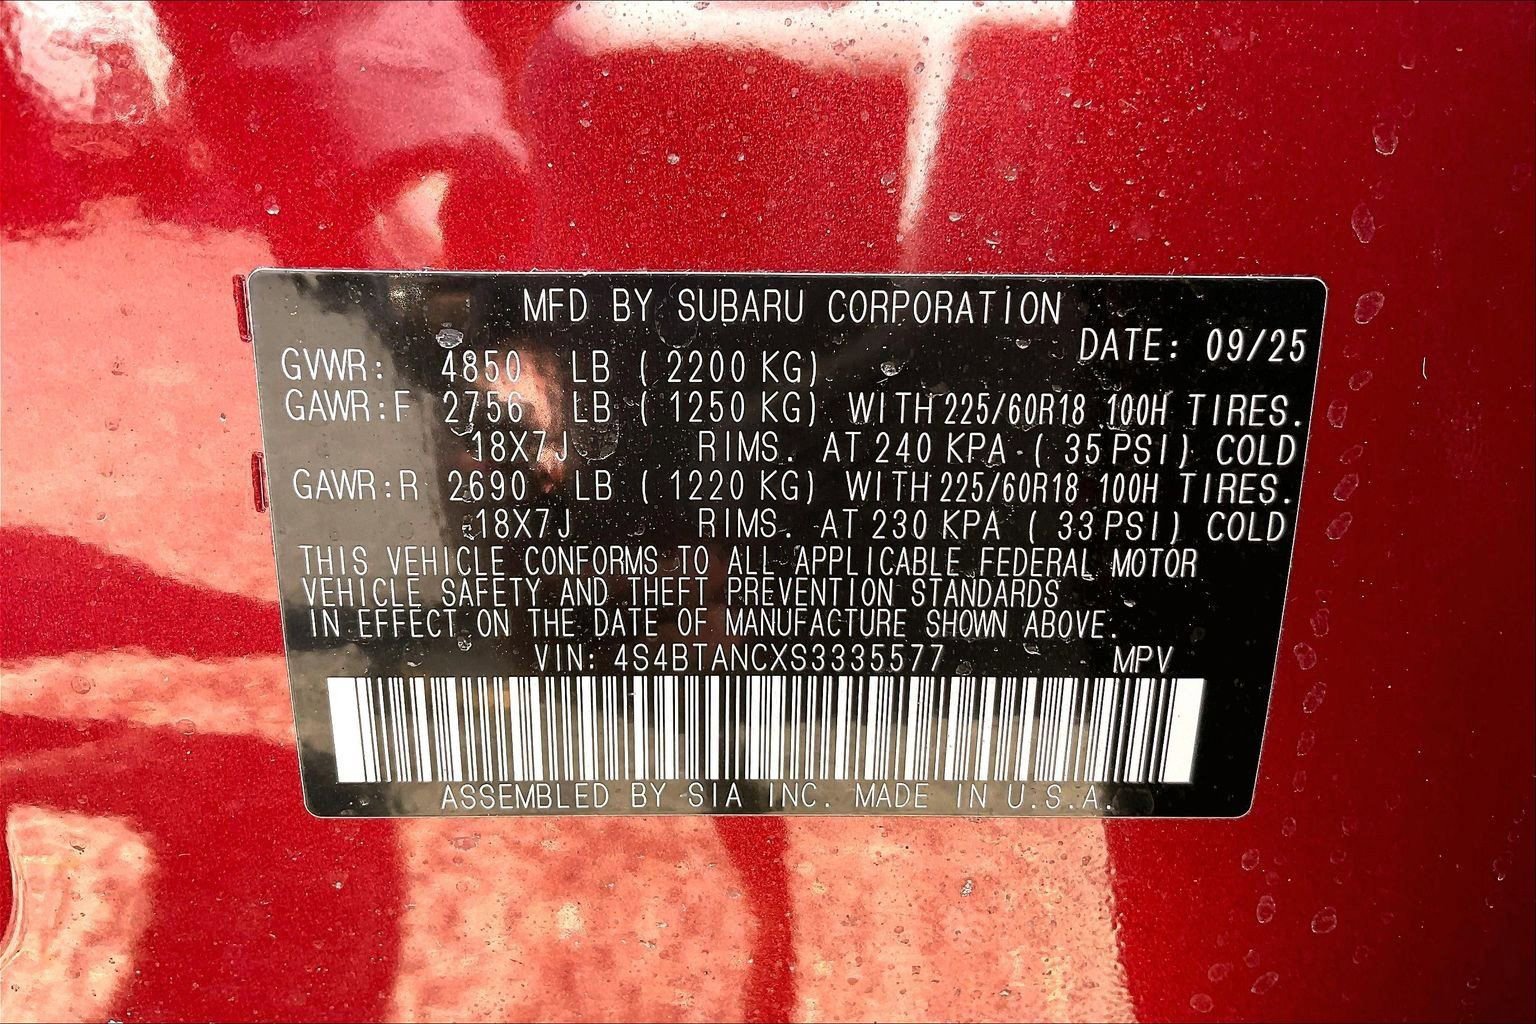 MFD BY SUBARU CORPORATION
DATE: 09/25
GVWR: 4850 LB ( 2200 KG)
GAWR:F 2756 LB ( 1250 KG) WITH 225/60R18 100H TIRES.
18X7J RIMS. AT 240 KPA ( 35 PSI) COLD
GAWR:R 2690 LB ( 1220 KG) WITH 225/60R18 100H TIRES.
18X7J RIMS. AT 230 KPA ( 33 PSI) COLD
THIS VEHICLE CONFORMS TO ALL APPLICABLE FEDERAL MOTOR
VEHICLE SAFETY AND THEFT PREVENTION STANDARDS
IN EFFECT ON THE DATE OF MANUFACTURE SHOWN ABOVE.
VIN: 4S4BTANCXS3335577 MPV
ASSEMBLED BY SIA INC. MADE IN U.S.A.